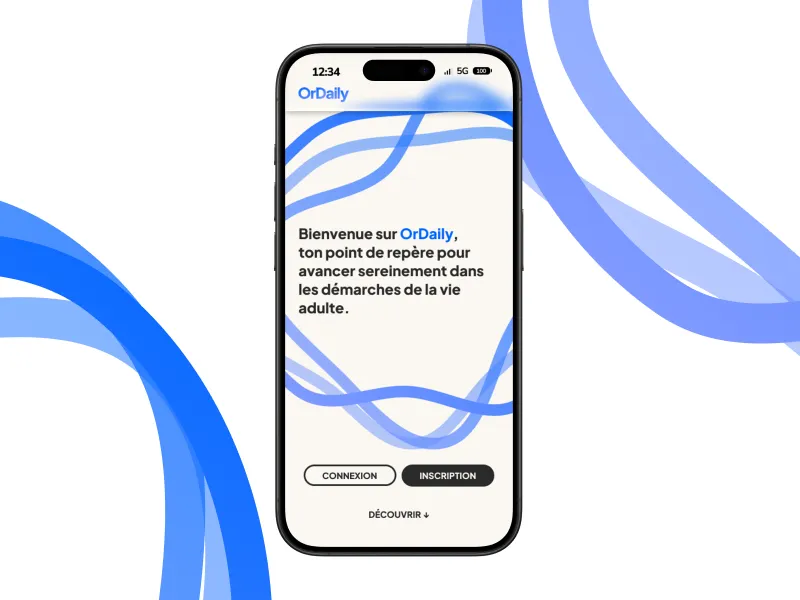 12:34
5G 100
OrDaily
Bienvenue sur OrDaily,
ton point de repère pour
avancer sereinement dans
les démarches de la vie
adulte.
CONNEXION
INSCRIPTION
DÉCOUVRIR ↓